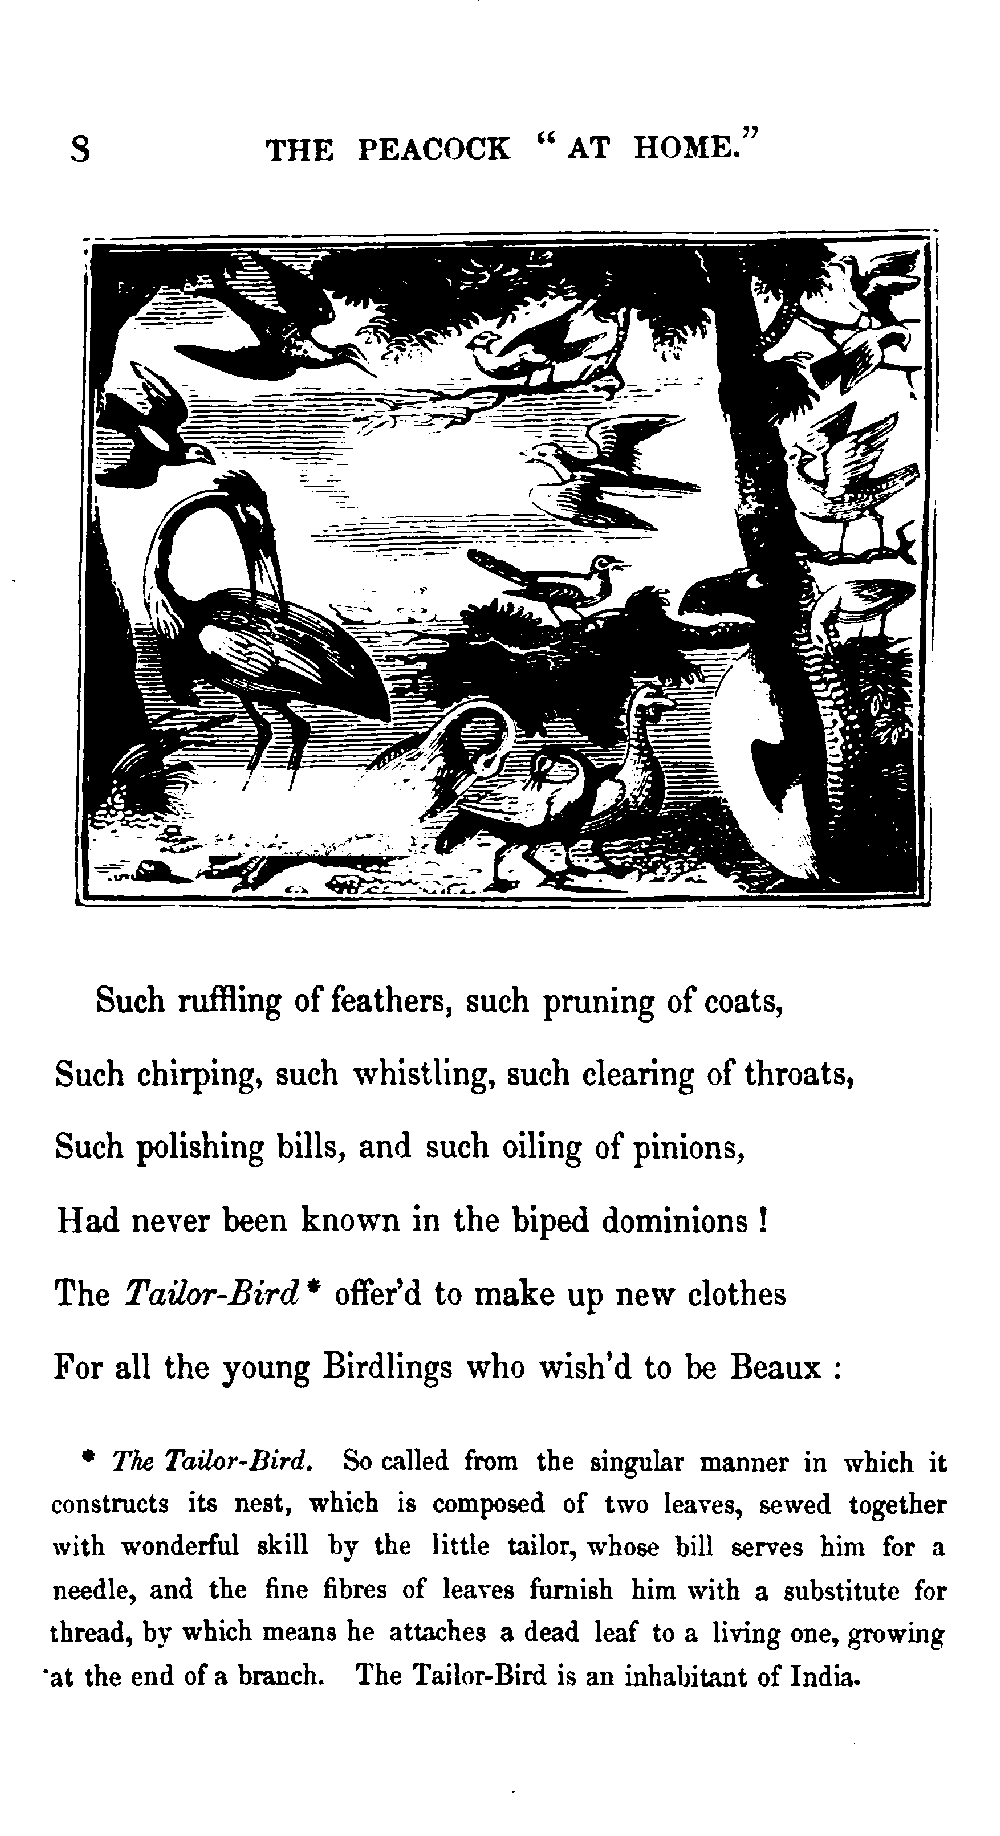 8 THE PEACOCK “ AT HOME.”
Such ruffling of feathers, such pruning of coats,
Such chirping, such whistling, such clearing of throats,
Such polishing bills, and such oiling of pinions,
Had never been known in the biped dominions !
The Tailor-Bird * offer’d to make up new clothes
For all the young Birdlings who wish’d to be Beaux :
* The Tailor-Bird. So called from the singular manner in which it
constructs its nest, which is composed of two leaves, sewed together
with wonderful skill by the little tailor, whose bill serves him for a
needle, and the fine fibres of leaves furnish him with a substitute for
thread, by which means he attaches a dead leaf to a living one, growing
at the end of a branch. The Tailor-Bird is an inhabitant of India.